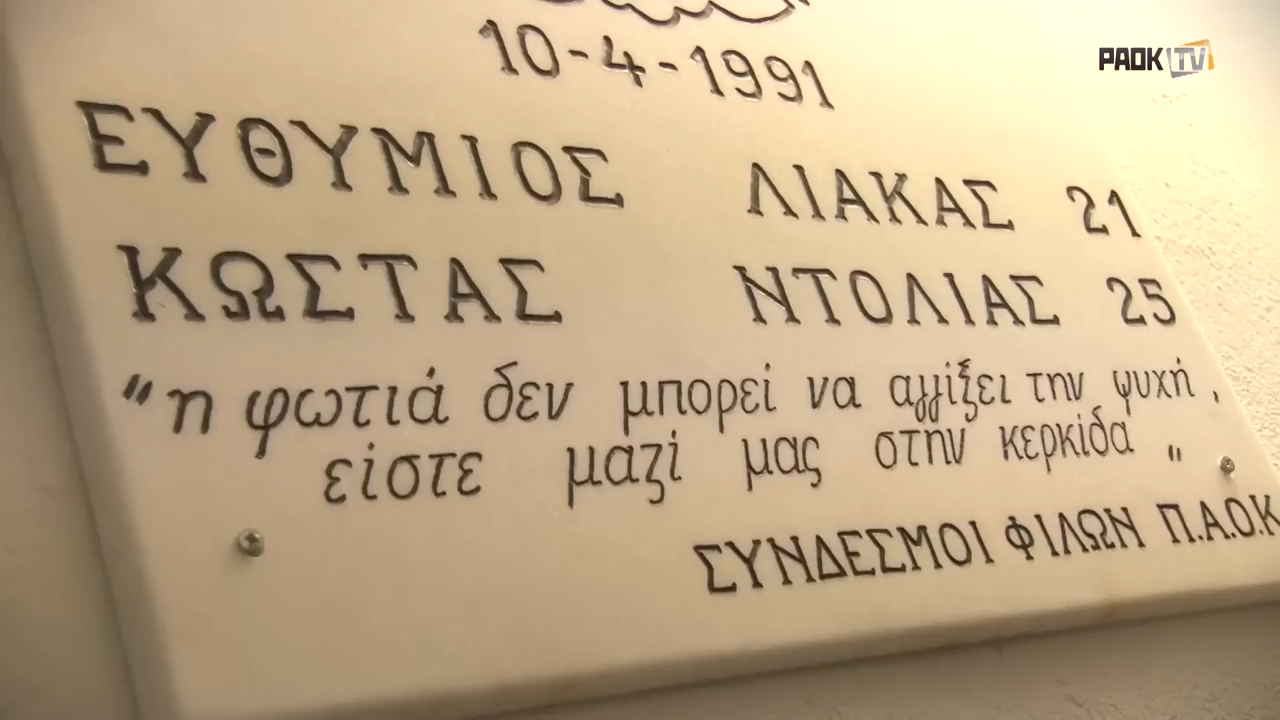 PAOK TV
10-4-1991
ΕΥΘΥΜΙΟΣ ΛΙΑΚΑΣ 21
ΚΩΣΤΑΣ ΝΤΟΛΙΑΣ 25
"η φωτιά δεν μπορεί να αγγίξει την ψυχή,
είστε μαζί μας στην κερκίδα"
ΣΥΝΔΕΣΜΟΙ ΦΙΛΩΝ Π.Α.Ο.Κ